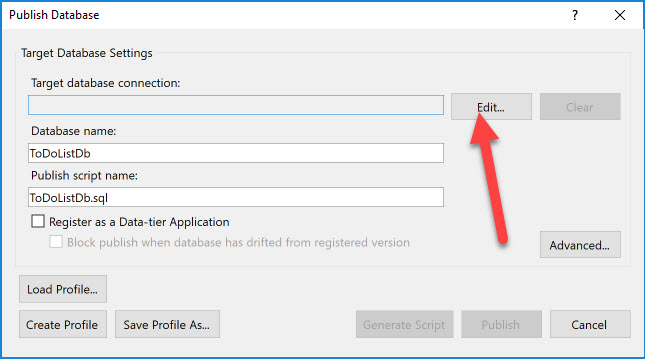 Publish Database
? X
Target Database Settings
Target database connection:
Edit... Clear
Database name:
ToDoListDb
Publish script name:
ToDoListDb.sql
Register as a Data-tier Application
Block publish when database has drifted from registered version
Advanced...
Load Profile...
Create Profile Save Profile As... Generate Script Publish Cancel